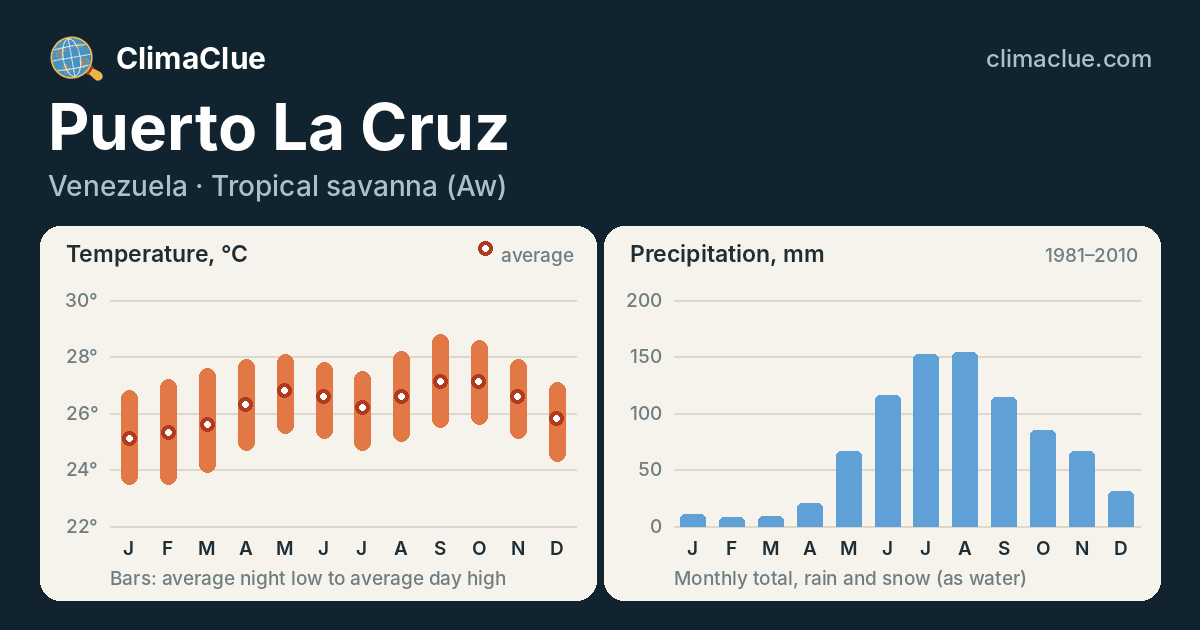 ClimaClue
climaclue.com
Puerto La Cruz
Venezuela · Tropical savanna (Aw)
Temperature, °C
average
30°
28°
26°
24°
22°
J F M A M J J A S O N D
Bars: average night low to average day high
Precipitation, mm
1981–2010
200
150
100
50
0
J F M A M J J A S O N D
Monthly total, rain and snow (as water)